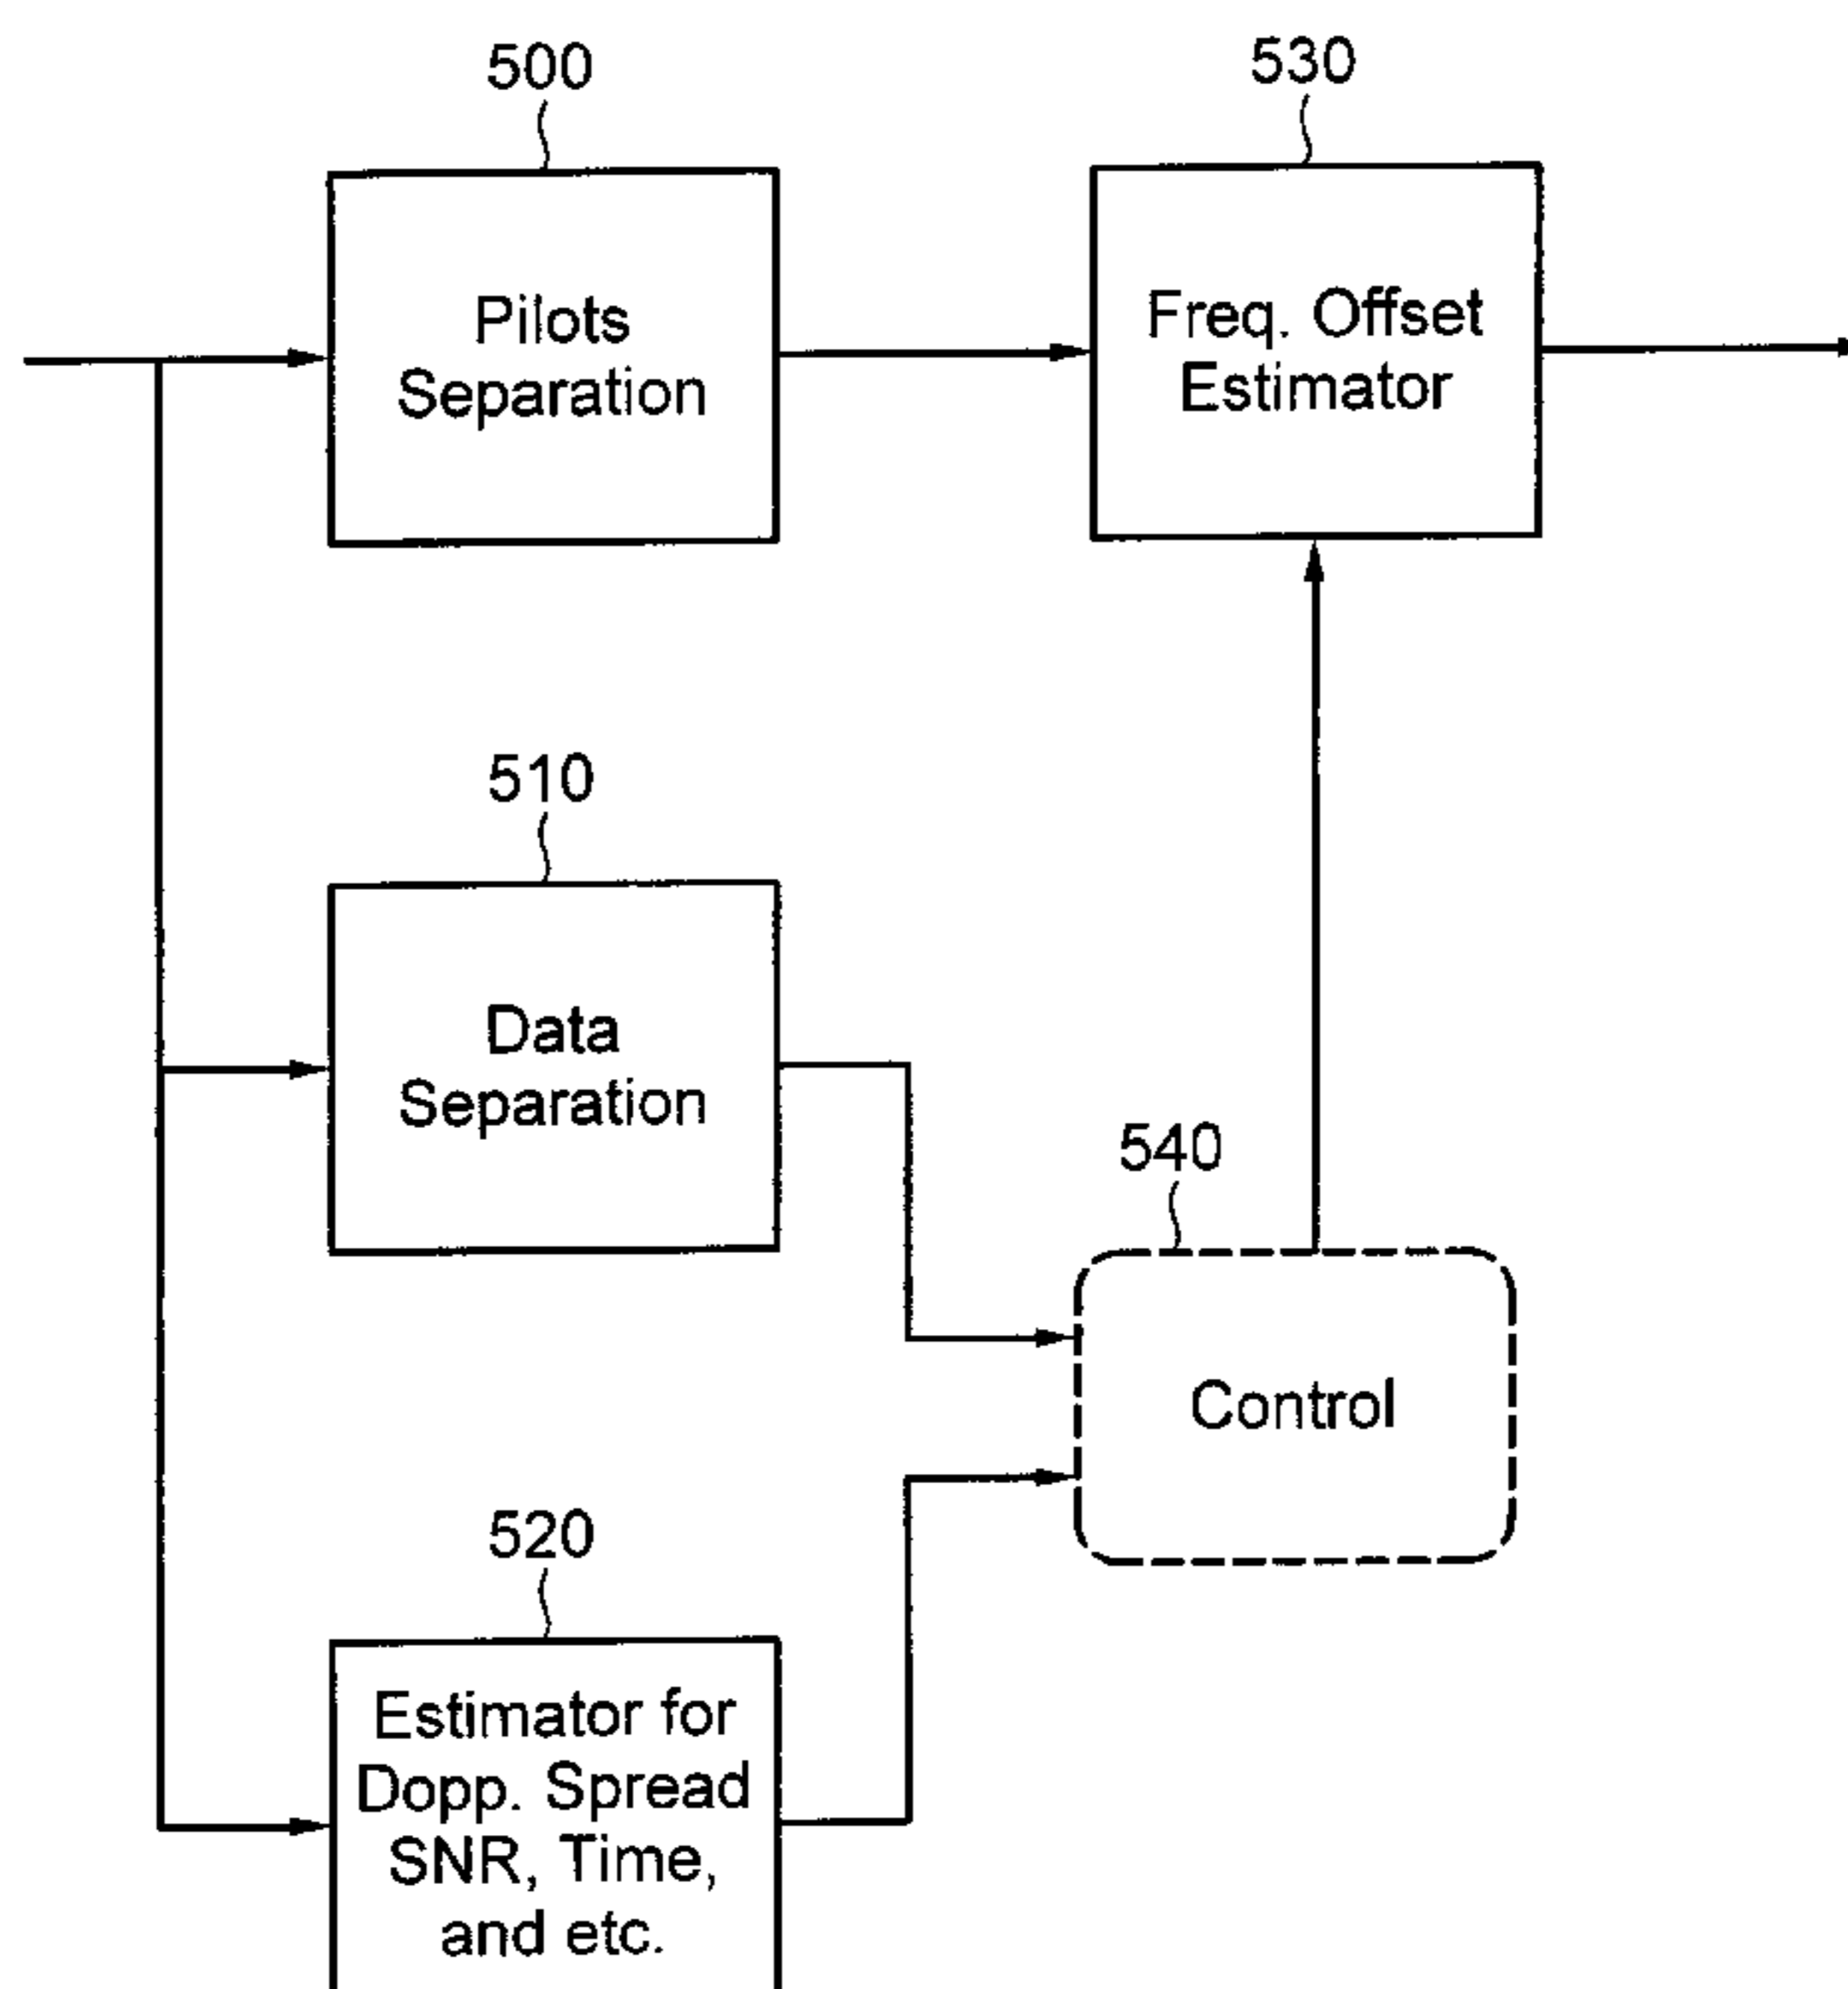 500
530
Pilots
Separation
Freq. Offset
Estimator
510
Data
Separation
540
Control
520
Estimator for
Dopp. Spread
SNR, Time,
and etc.